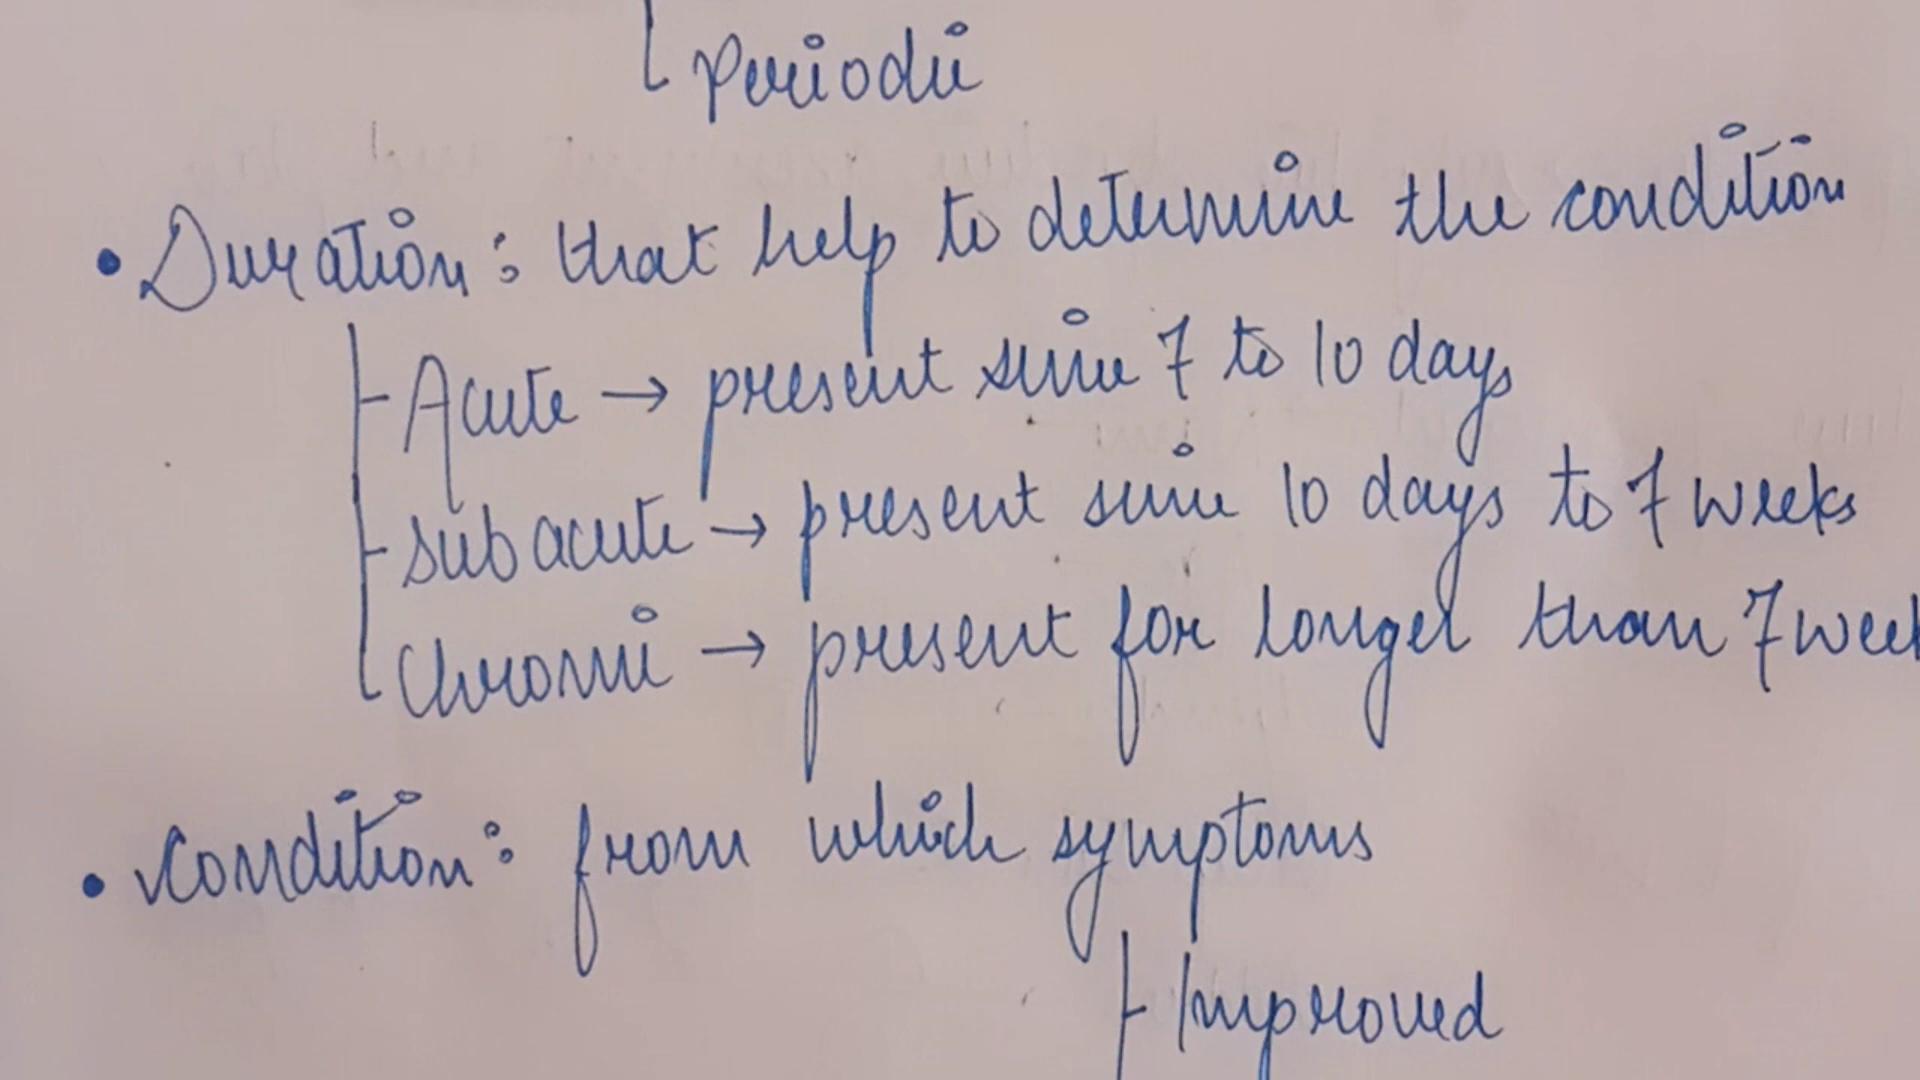 Periodic
• Duration: that help to determine the condition
Acute → present since 7 to 10 days
subacute → present since 10 days to 7 weeks
Chronic → present for longer than 7 week
• Condition: from which symptoms
Improved